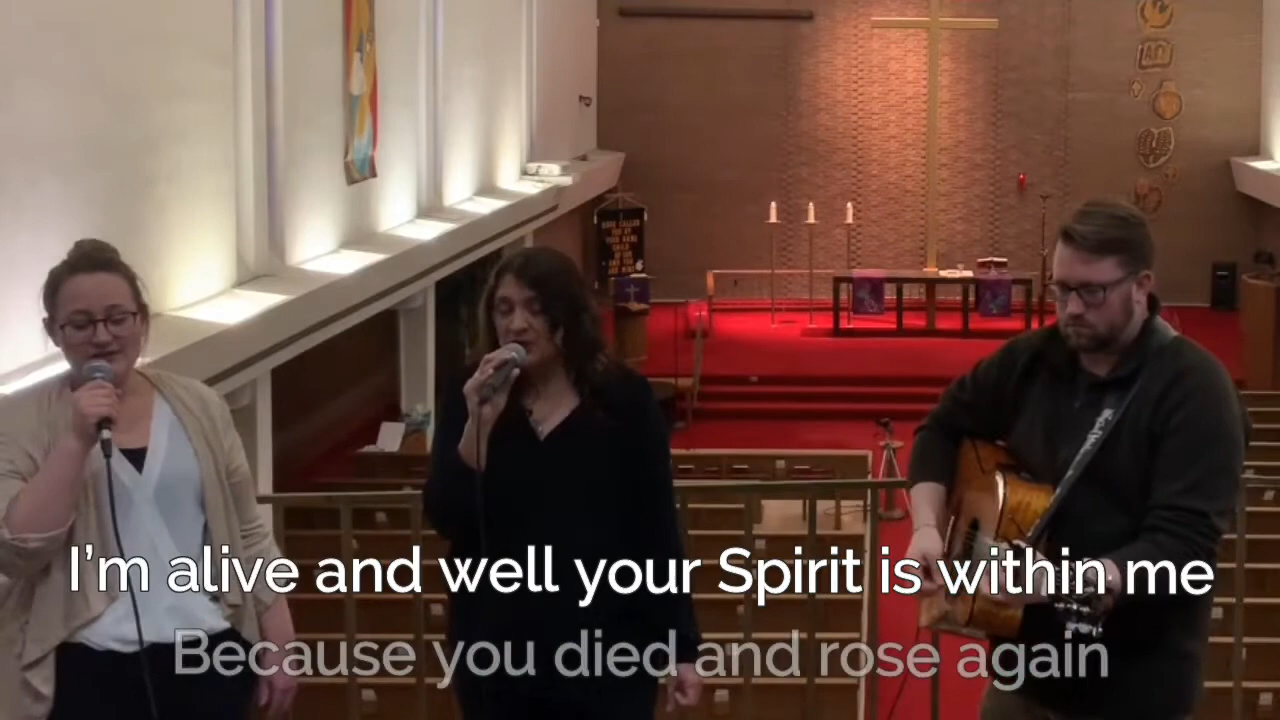 I'm alive and well your Spirit is within me
Because you died and rose again